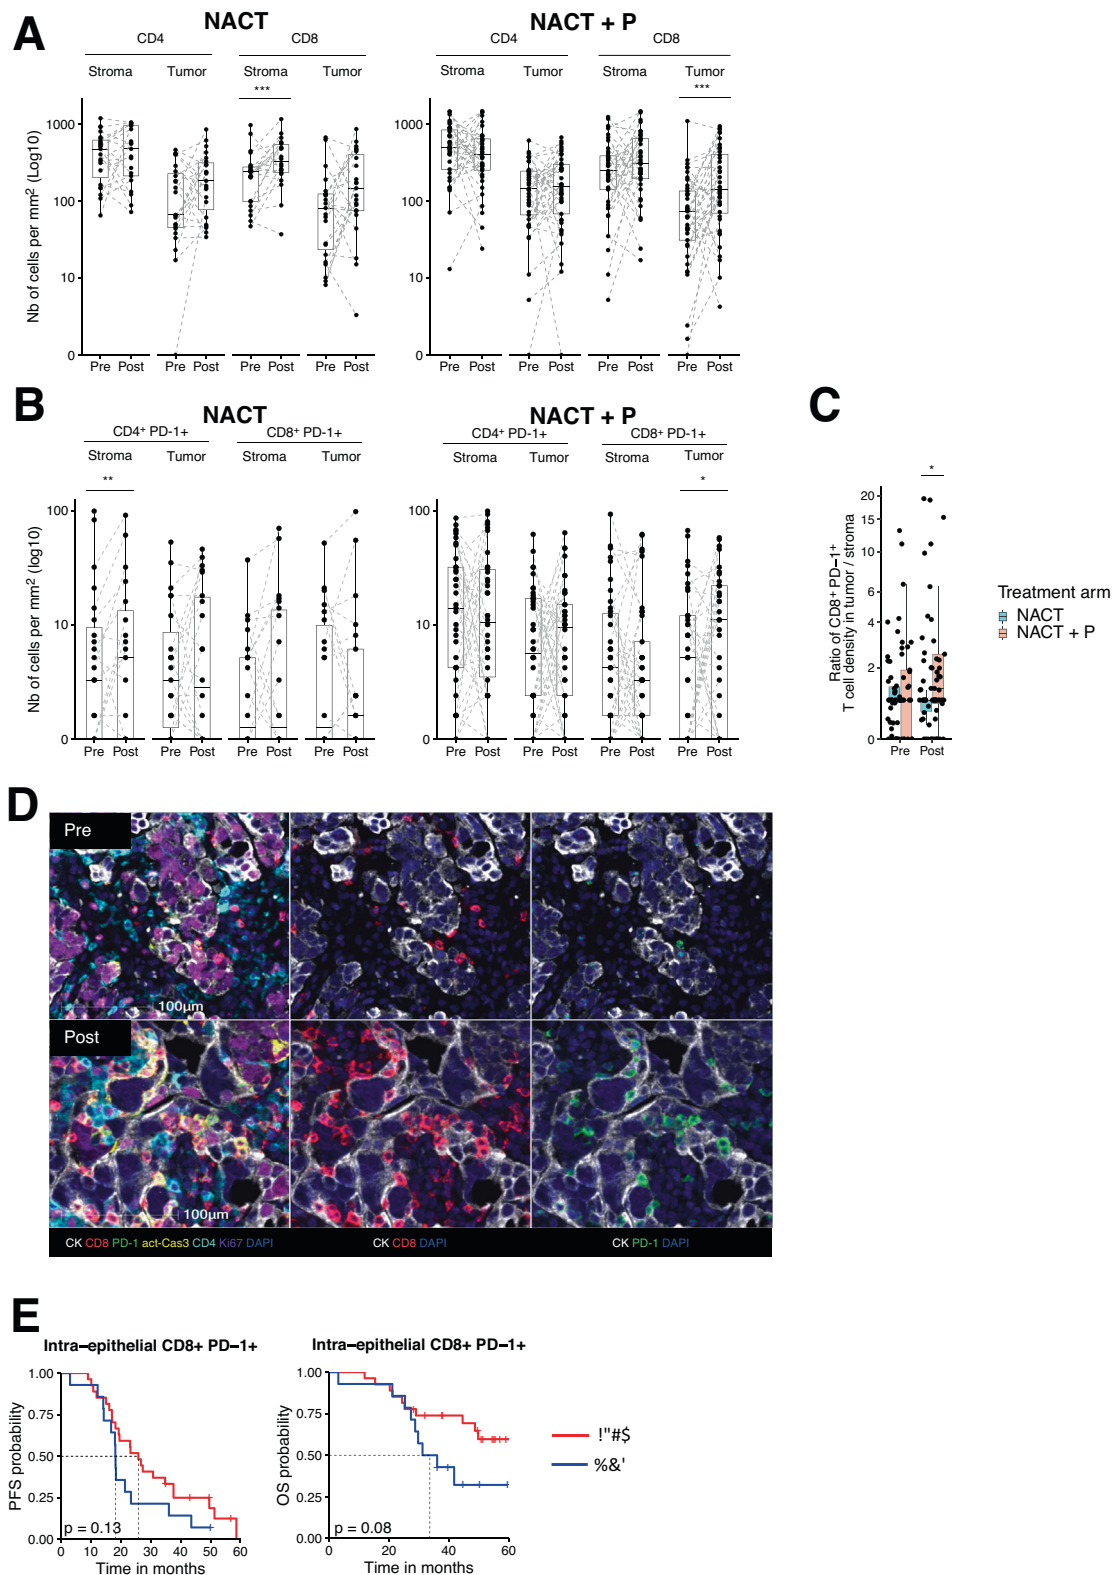 A
NACT
NACT + P
CD4
CD8
CD4
CD8
Stroma
Tumor
Stroma
Tumor
Stroma
Tumor
Stroma
Tumor
***
***
Nb of cells per mm² (Log10)
1000
100
10
0
1000
100
10
0
Pre Post
Pre Post
Pre Post
Pre Post
Pre Post
Pre Post
Pre Post
Pre Post
B
NACT
NACT + P
CD4⁺ PD-1+
CD8⁺ PD-1+
CD4⁺ PD-1+
CD8⁺ PD-1+
Stroma
Tumor
Stroma
Tumor
Stroma
Tumor
Stroma
Tumor
**
*
Nb of cells per mm² (log10)
100
10
0
100
10
0
Pre Post
Pre Post
Pre Post
Pre Post
Pre Post
Pre Post
Pre Post
Pre Post
C
*
Ratio of CD8⁺ PD-1+
T cell density in tumor / stroma
20
15
10
6
4
2
0
Pre Post
Treatment arm
NACT
NACT + P
D
Pre
100µm
Post
100µm
CK CD8 PD-1 act-Cas3 CD4 Ki67 DAPI
CK CD8 DAPI
CK PD-1 DAPI
E
Intra-epithelial CD8+ PD-1+
PFS probability
1.00
0.75
0.50
0.25
0.00
p = 0.13
0 10 20 30 40 50 60
Time in months
Intra-epithelial CD8+ PD-1+
OS probability
1.00
0.75
0.50
0.25
0.00
p = 0.08
0 20 40 60
Time in months
!"#$
%&'